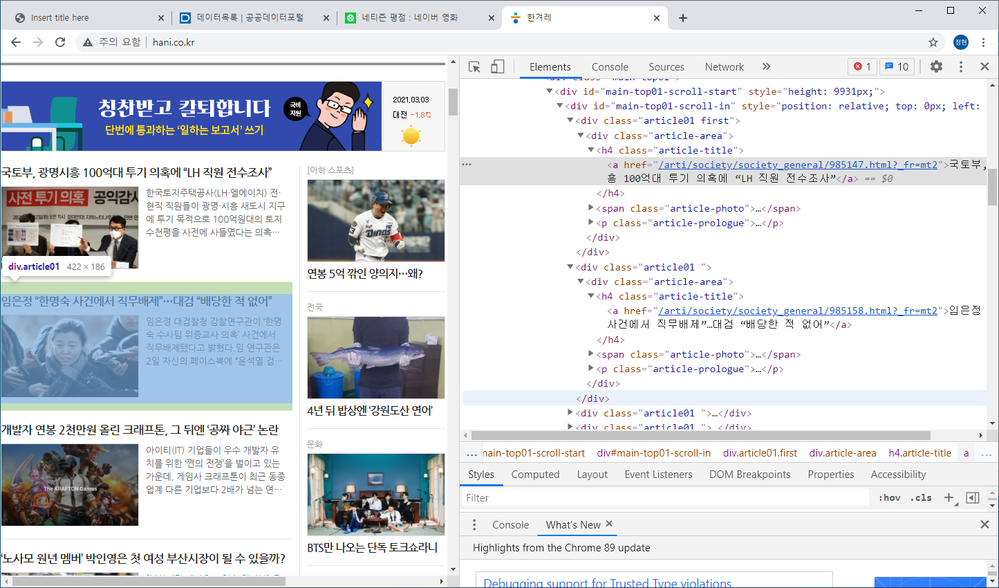 Insert title here
데이터목록 | 공공데이터포털
네티즌 평점 : 네이버 영화
한겨레
주의 요함
hani.co.kr
정현
칭찬받고 칼퇴합니다
단번에 통과하는 ‘일하는 보고서’ 쓰기
국비
지원
2021.03.03
대전 -1.8℃
국토부, 광명시흥 100억대 투기 의혹에 “LH 직원 전수조사”
사전 투기 의혹 공익감사
한국토지주택공사(LH·엘에이치) 전·
현직 직원들이 광명·시흥 새도시 지구
에 투기 목적으로 100억원대의 토지
수천평을 사전에 사들였다는 의혹…
div.article01 422 × 186
임은정 “한명숙 사건에서 직무배제”…대검 “배당한 적 없어”
임은정 대검찰청 감찰연구관이 ‘한명
숙 수사팀 위증교사 의혹’ 사건에서
직무배제됐다고 밝혔다.임 연구관은
2일 자신의 페이스북에 “윤석열 검…
개발자 연봉 2천만원 올린 크래프톤, 그 뒤엔 ‘공짜 야근’ 논란
The KRAFTON Games
아이티(IT) 기업들이 우수 개발자 유
치를 위한 ‘쩐의 전쟁’을 벌이고 있는
가운데, 게임사 크래프톤이 최근 동종
업계 다른 기업보다 2배가 넘는 연…
‘노사모 원년 멤버’ 박인영은 첫 여성 부산시장이 될 수 있을까?
[아하 스포츠]
Dinos
연봉 5억 깎인 양의지…왜?
전국
4년 뒤 밥상엔 ‘강원도산 연어’
문화
BTS만 나오는 단독 토크쇼라니
Elements
Console
Sources
Network
1
10
<div id="main-top01-scroll-start" style="height: 9931px;">
<div id="main-top01-scroll-in" style="position: relative; top: 0px; left:
<div class="article01 first">
<div class="article-area">
<h4 class="article-title">
<a href="/arti/society/society_general/985147.html?_fr=mt2">국토부,
흥 100억대 투기 의혹에 “LH 직원 전수조사”</a> == $0
</h4>
<span class="article-photo">…</span>
<p class="article-prologue">…</p>
</div>
</div>
<div class="article01 ">
<div class="article-area">
<h4 class="article-title">
<a href="/arti/society/society_general/985158.html?_fr=mt2">임은정
사건에서 직무배제”…대검 “배당한 적 없어”</a>
</h4>
<span class="article-photo">…</span>
<p class="article-prologue">…</p>
</div>
</div>
<div class="article01 ">…</div>
<div class="article01 ">…</div>
… main-top01-scroll-start div#main-top01-scroll-in div.article01.first div.article-area h4.article-title a …
Styles
Computed
Layout
Event Listeners
DOM Breakpoints
Properties
Accessibility
Filter
:hov .cls
Console
What's New
Highlights from the Chrome 89 update
Debugging support for Trusted Type violations